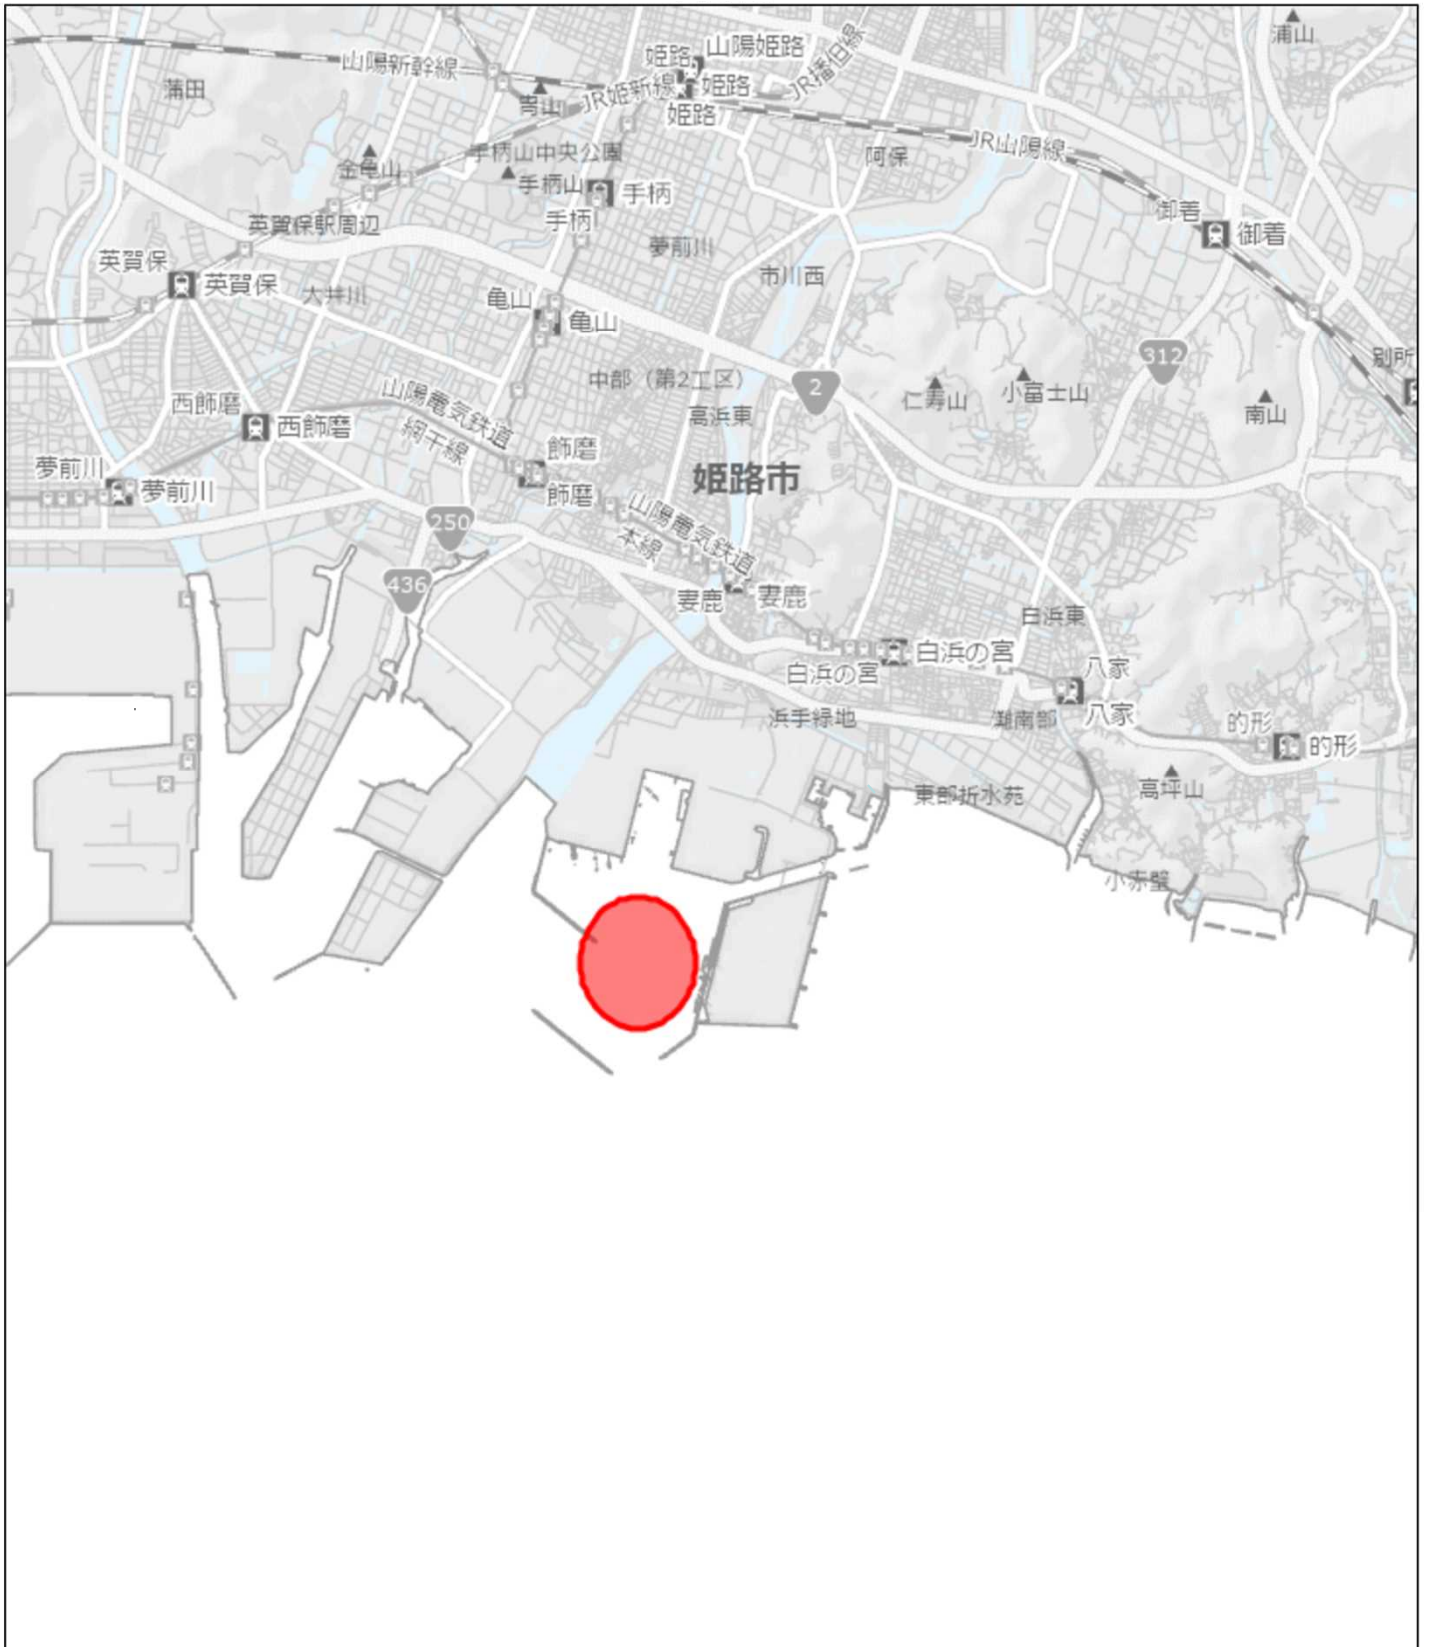 浦山
山陽姫路
姫路
山陽新幹線
JR播但線
蒲田
姫路
JR姫新線
冑山
姫路
JR山陽線
手柄山中央公園
阿保
金亀山
手柄山
手柄
手柄
御着
御着
英賀保駅周辺
夢前川
英賀保
市川西
英賀保
大井川
亀山
亀山
312
別所
中部（第2工区）
2
仁寿山
小富士山
南山
山陽電気鉄道
網干線
西飾磨
西飾磨
高浜東
飾磨
夢前川
夢前川
姫路市
飾磨
250
山陽電気鉄道
本線
436
妻鹿
妻鹿
白浜東
白浜の宮
白浜の宮
八家
八家
浜手緑地
灘南部
的形
的形
高坪山
東部析水苑
小赤壁